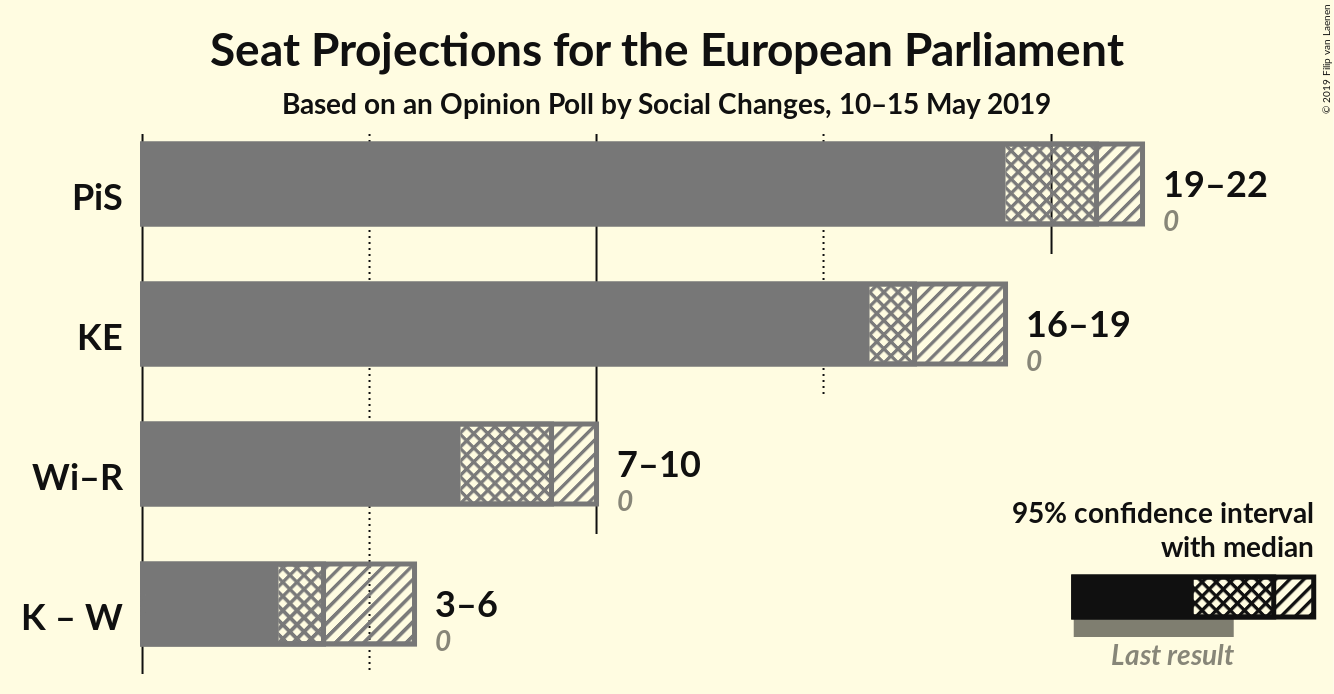 Seat Projections for the European Parliament
Based on an Opinion Poll by Social Changes, 10–15 May 2019
© 2019 Filip van Laenen
PiS
19–22
0
KE
16–19
0
Wi–R
7–10
0
K – W
3–6
0
95% confidence interval
with median
Last result